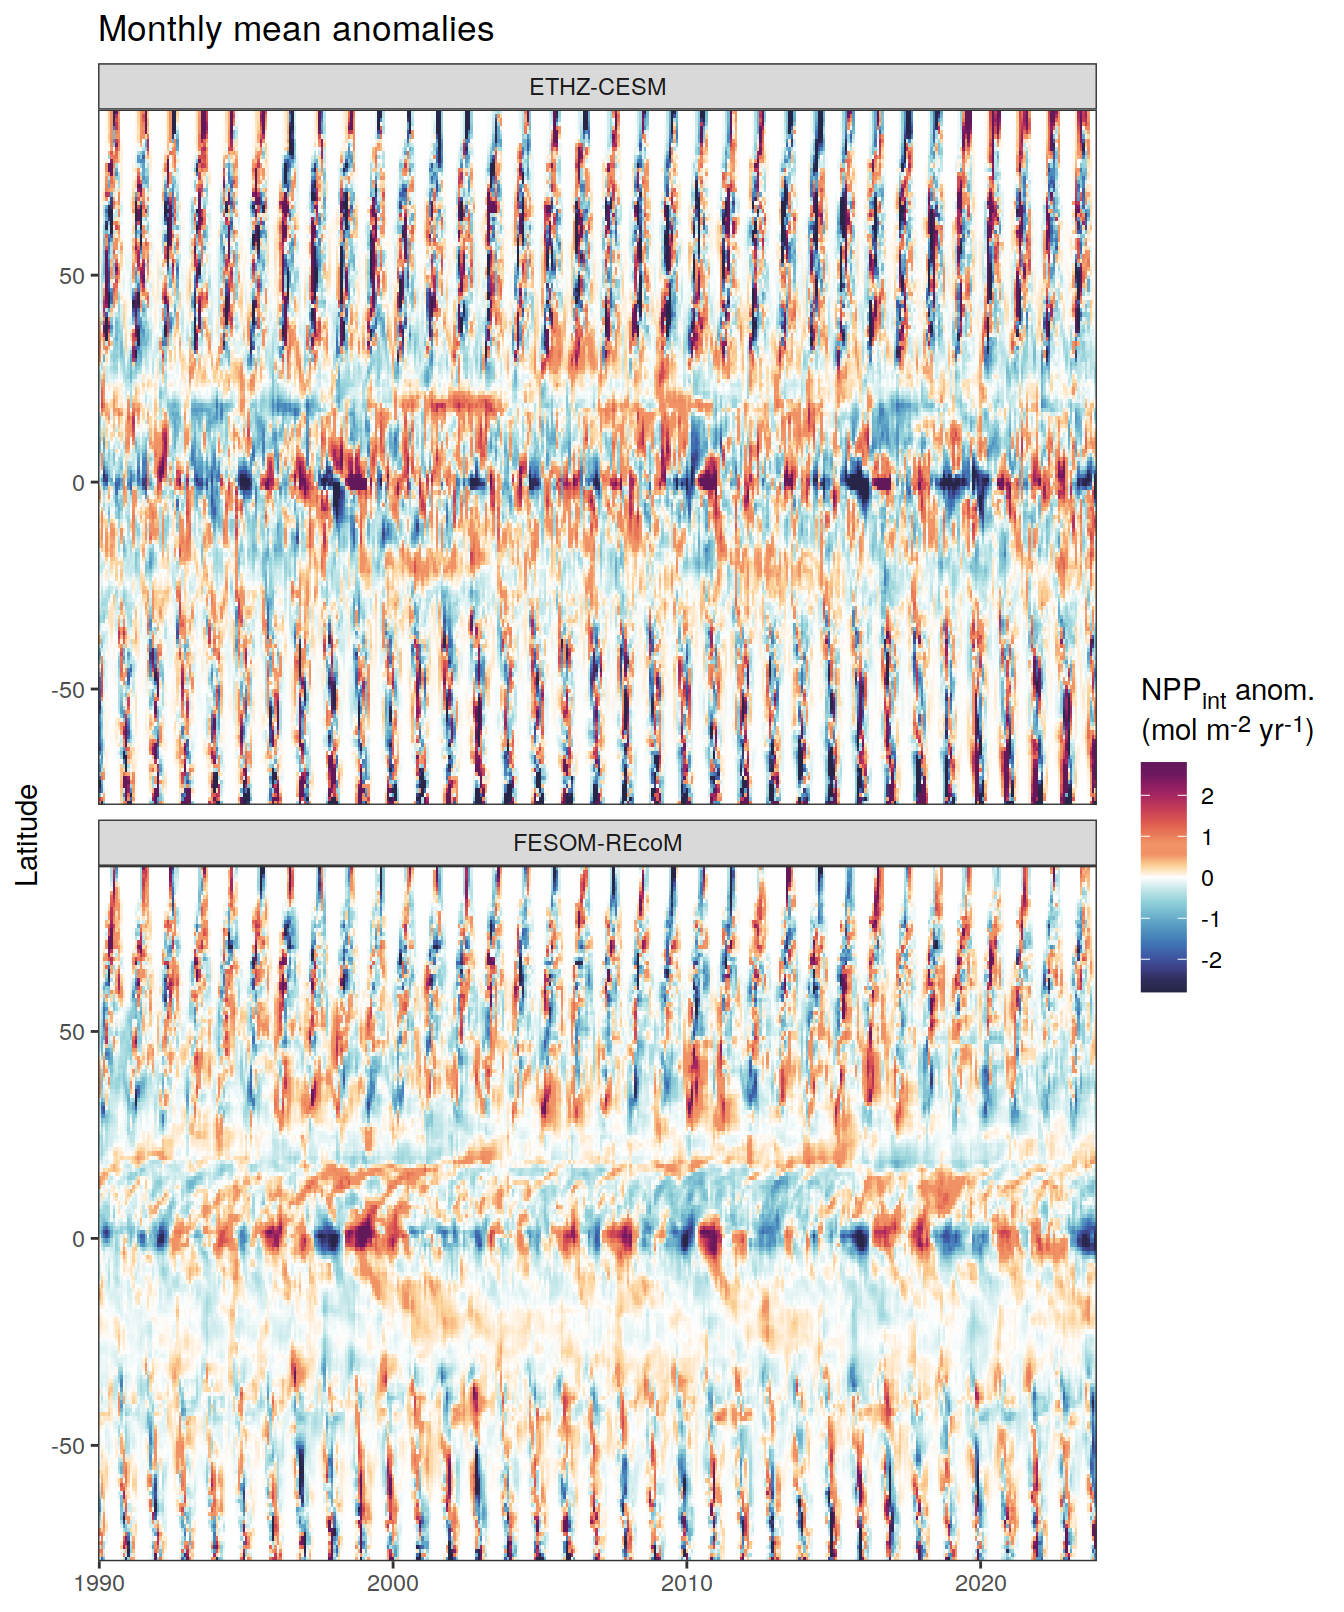 Monthly mean anomalies
ETHZ-CESM
50
0
-50
Latitude
FESOM-REcoM
50
0
-50
1990 2000 2010 2020
NPPint anom.
(mol m-2 yr-1)
2
1
0
-1
-2